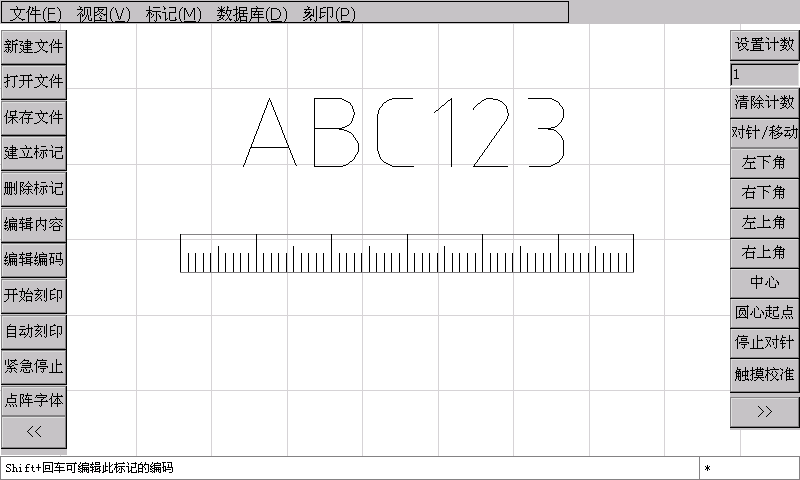 文件(F) 视图(V) 标记(M) 数据库(D) 刻印(P)
新建文件
打开文件
保存文件
建立标记
删除标记
编辑内容
编辑编码
开始刻印
自动刻印
紧急停止
点阵字体
<<
ABC123
设置计数
1
清除计数
对针/移动
左下角
右下角
左上角
右上角
中心
圆心起点
停止对针
触摸校准
>>
Shift+回车可编辑此标记的编码
*